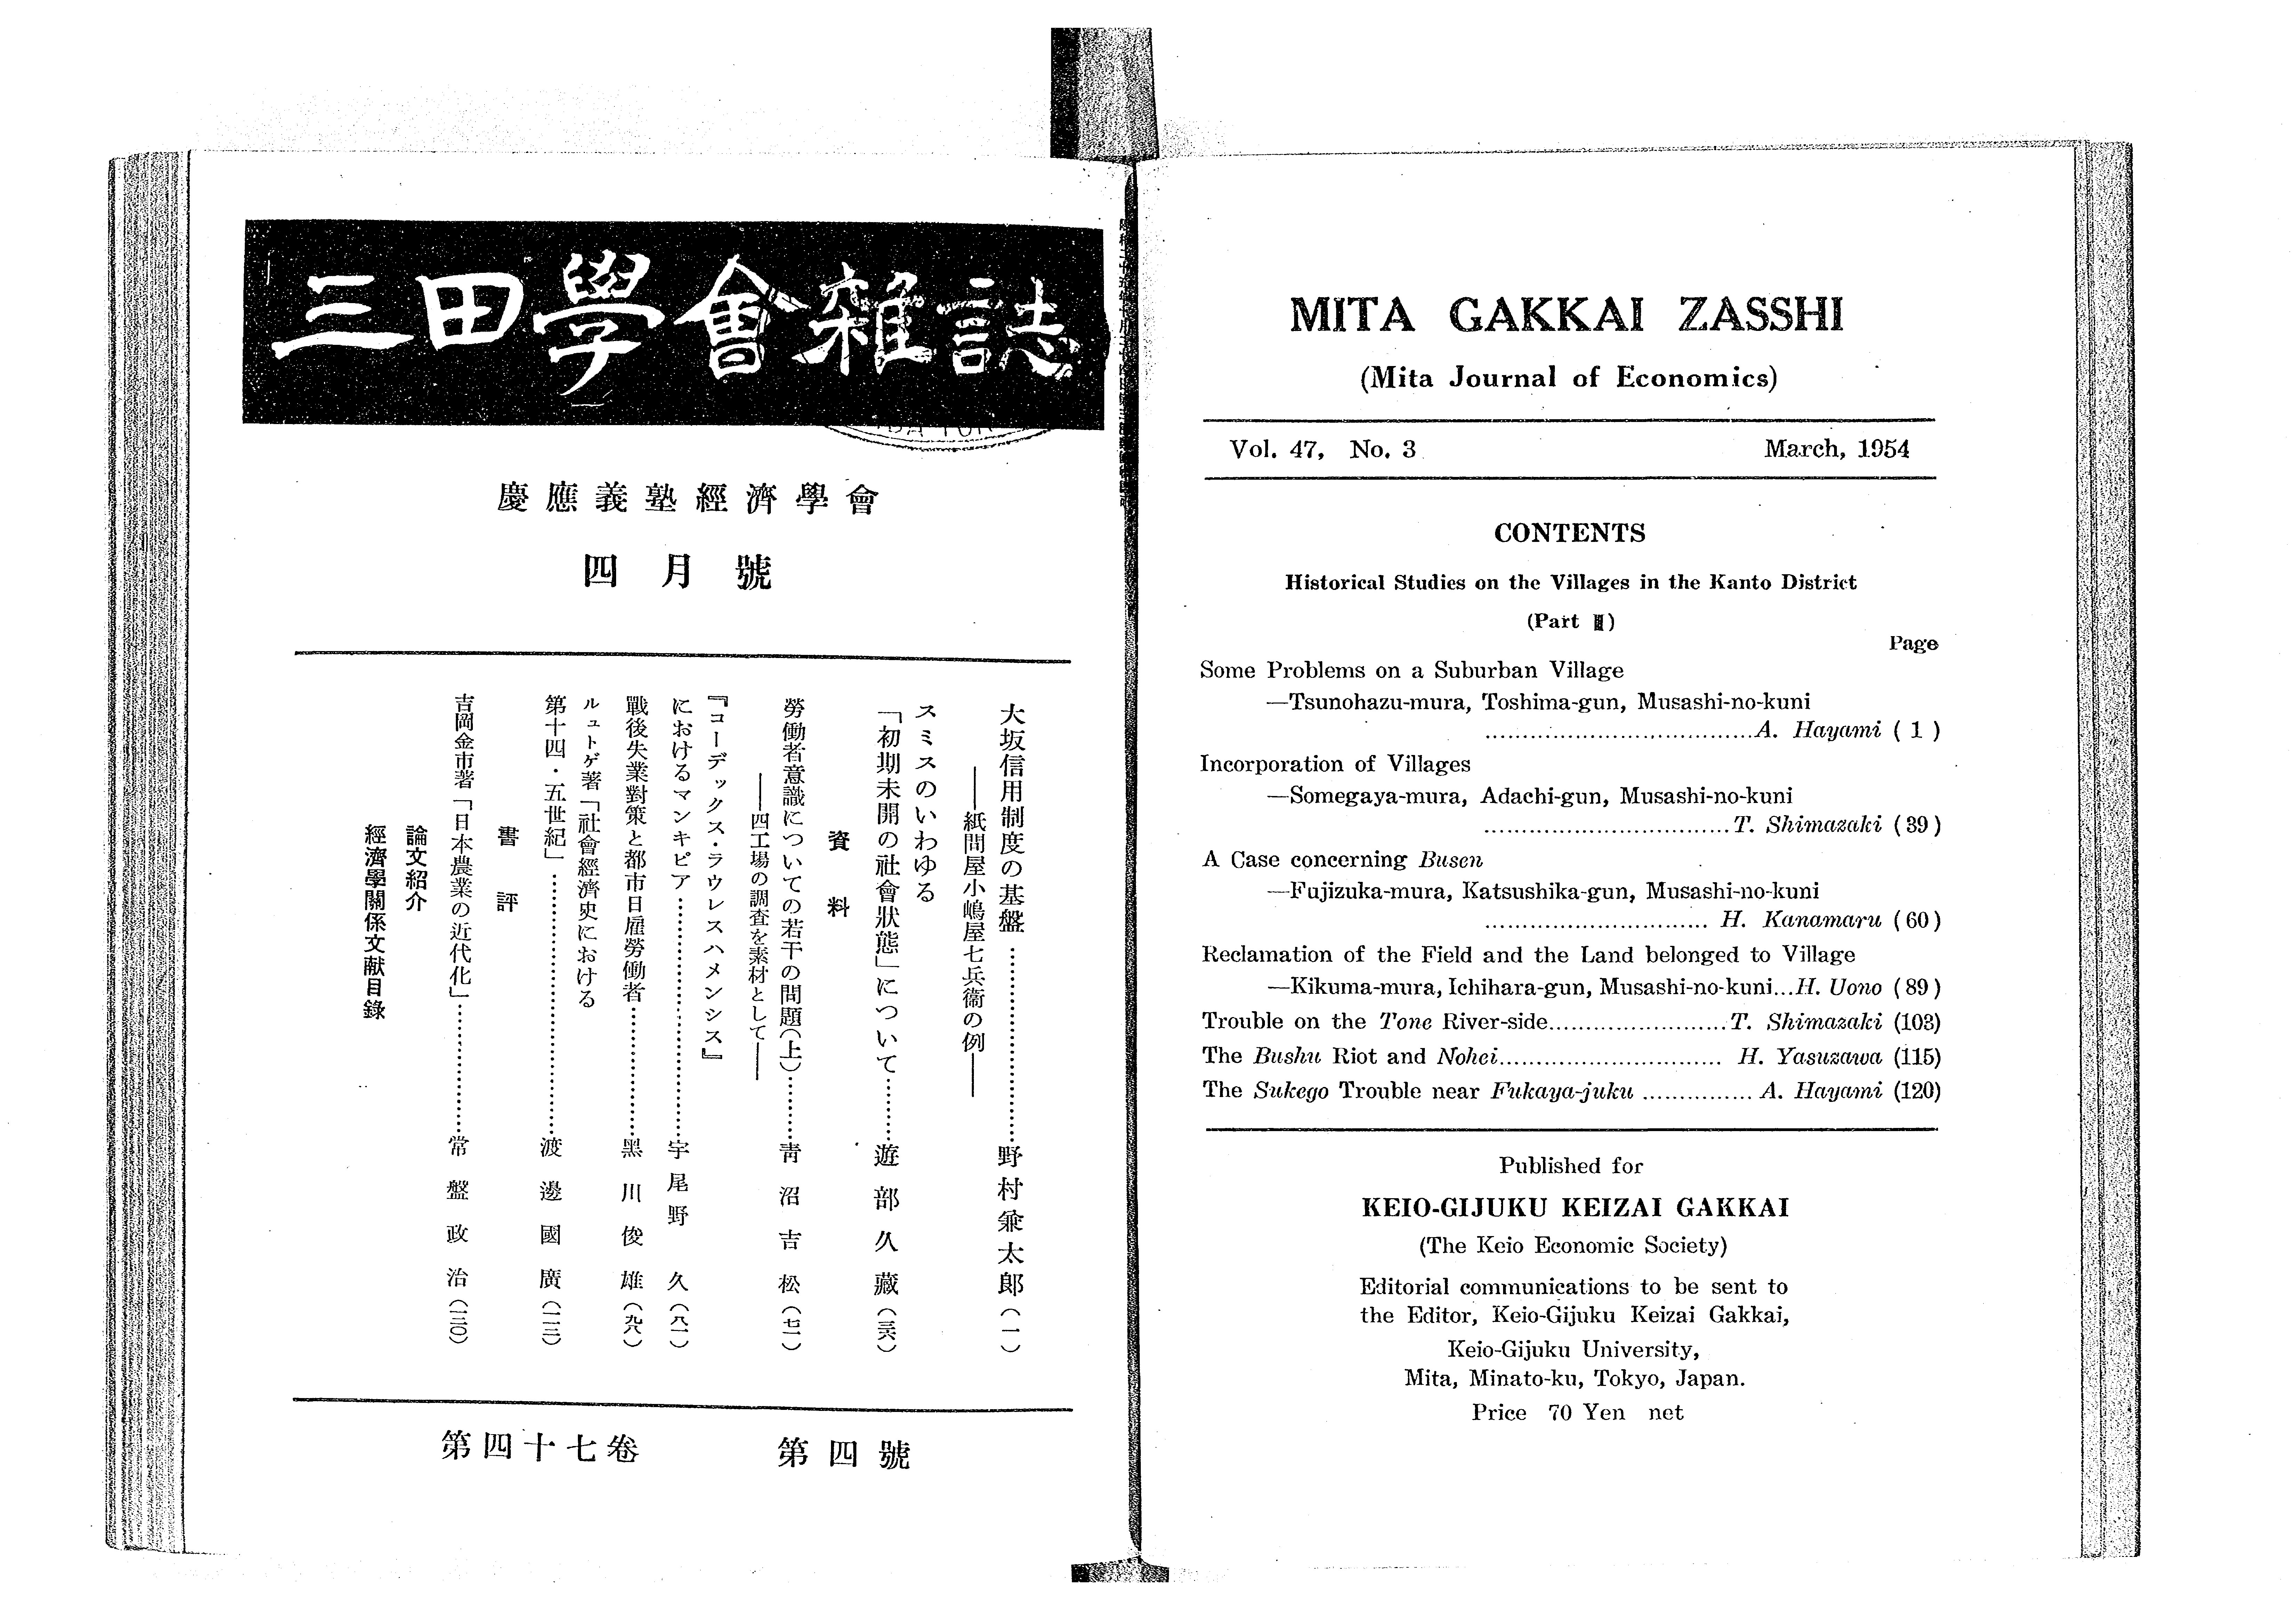 三田學會雜誌
慶應義塾經濟學會
四月號
大坂信用制度の基盤……………………野村兼太郎(一)
――紙問屋小嶋屋七兵衞の例――
スミスのいわゆる
「初期未開の社會狀態」について………遊部久藏(三六)
資料
勞働者意識についての若干の問題(上)………靑沼吉松(七一)
――四工場の調査を素材として――
『コーデックス・ラウレスハメンシス』
におけるマンキピア……………………宇尾野久(八一)
戰後失業對策と都市日雇勞働者……………黑川俊雄(九八)
ルュトゲ著「社會經濟史における
第十四・五世紀」……………………渡邊國廣(一一三)
書評
吉岡金市著「日本農業の近代化」……………常盤政治(一二〇)
論文紹介
經濟學關係文献目錄
第四十七卷 第四號
MITA GAKKAI ZASSHI
(Mita Journal of Economics)
Vol. 47, No. 3 March, 1954
CONTENTS
Historical Studies on the Villages in the Kanto District
(Part Ⅱ)
Page
Some Problems on a Suburban Village
—Tsunohazu-mura, Toshima-gun, Musashi-no-kuni
....................................A. Hayami ( 1 )
Incorporation of Villages
—Somegaya-mura, Adachi-gun, Musashi-no-kuni
.................................T. Shimazaki ( 39 )
A Case concerning Busen
—Fujizuka-mura, Katsushika-gun, Musashi-no-kuni
.............................. H. Kanamaru ( 60 )
Reclamation of the Field and the Land belonged to Village
—Kikuma-mura, Ichihara-gun, Musashi-no-kuni...H. Uono ( 89 )
Trouble on the Tone River-side........................T. Shimazaki (103)
The Bushu Riot and Nohei.............................. H. Yasuzawa (115)
The Sukego Trouble near Fukaya-juku ............... A. Hayami (120)
Published for
KEIO-GIJUKU KEIZAI GAKKAI
(The Keio Economic Society)
Editorial communications to be sent to
the Editor, Keio-Gijuku Keizai Gakkai,
Keio-Gijuku University,
Mita, Minato-ku, Tokyo, Japan.
Price 70 Yen net